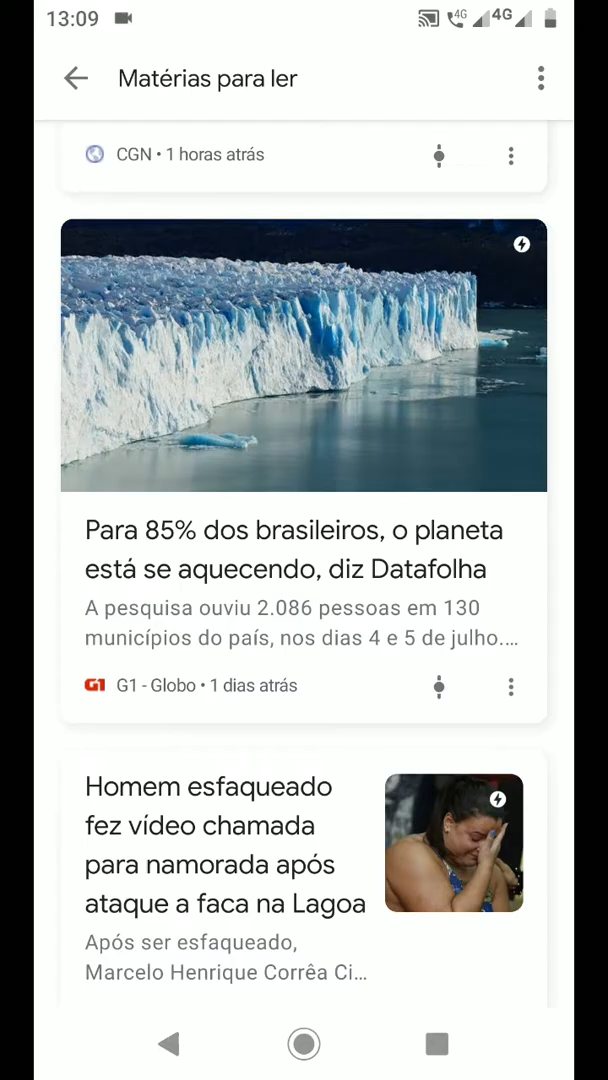 13:09 4G 4G
Matérias para ler
CGN • 1 horas atrás
Para 85% dos brasileiros, o planeta
está se aquecendo, diz Datafolha
A pesquisa ouviu 2.086 pessoas em 130
municípios do país, nos dias 4 e 5 de julho....
G1 G1 - Globo • 1 dias atrás
Homem esfaqueado
fez vídeo chamada
para namorada após
ataque a faca na Lagoa
Após ser esfaqueado,
Marcelo Henrique Corrêa Ci...